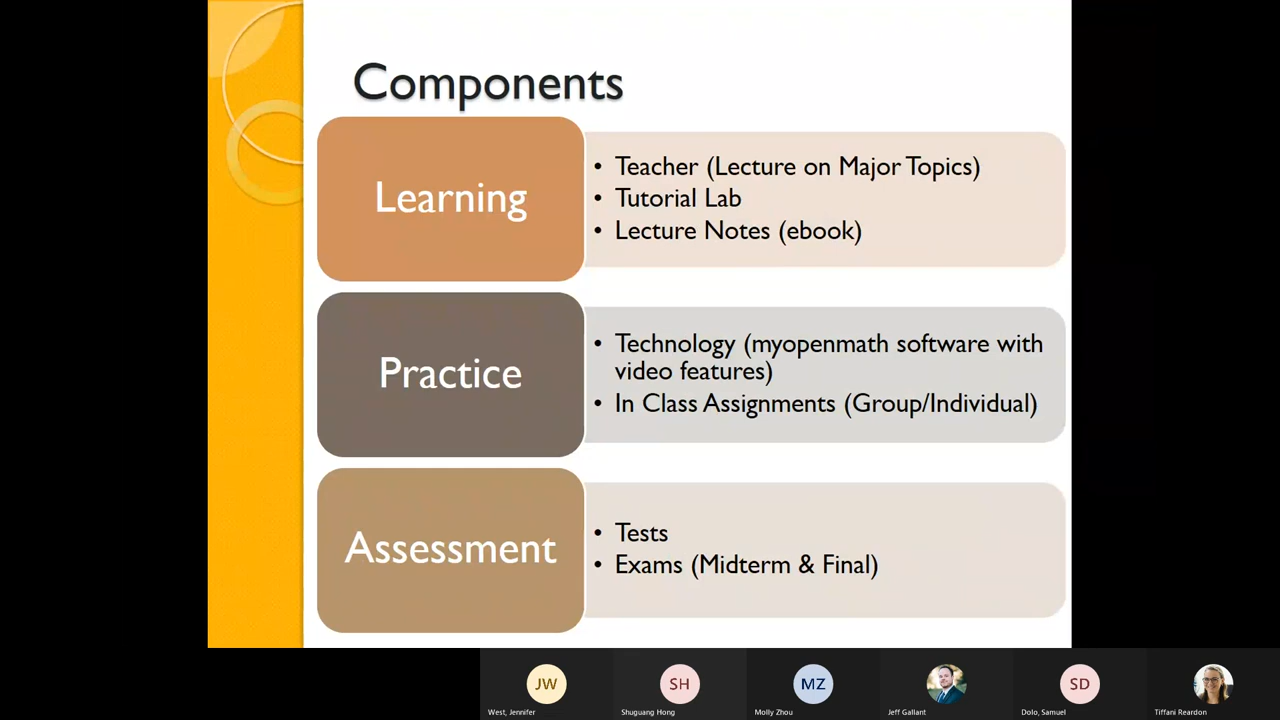 Components
Learning
• Teacher (Lecture on Major Topics)
• Tutorial Lab
• Lecture Notes (ebook)
Practice
• Technology (myopenmath software with
video features)
• In Class Assignments (Group/Individual)
Assessment
• Tests
• Exams (Midterm & Final)
JW
SH
MZ
SD
West, Jennifer
Shuguang Hong
Molly Zhou
Jeff Gallant
Dolo, Samuel
Tiffani Reardon